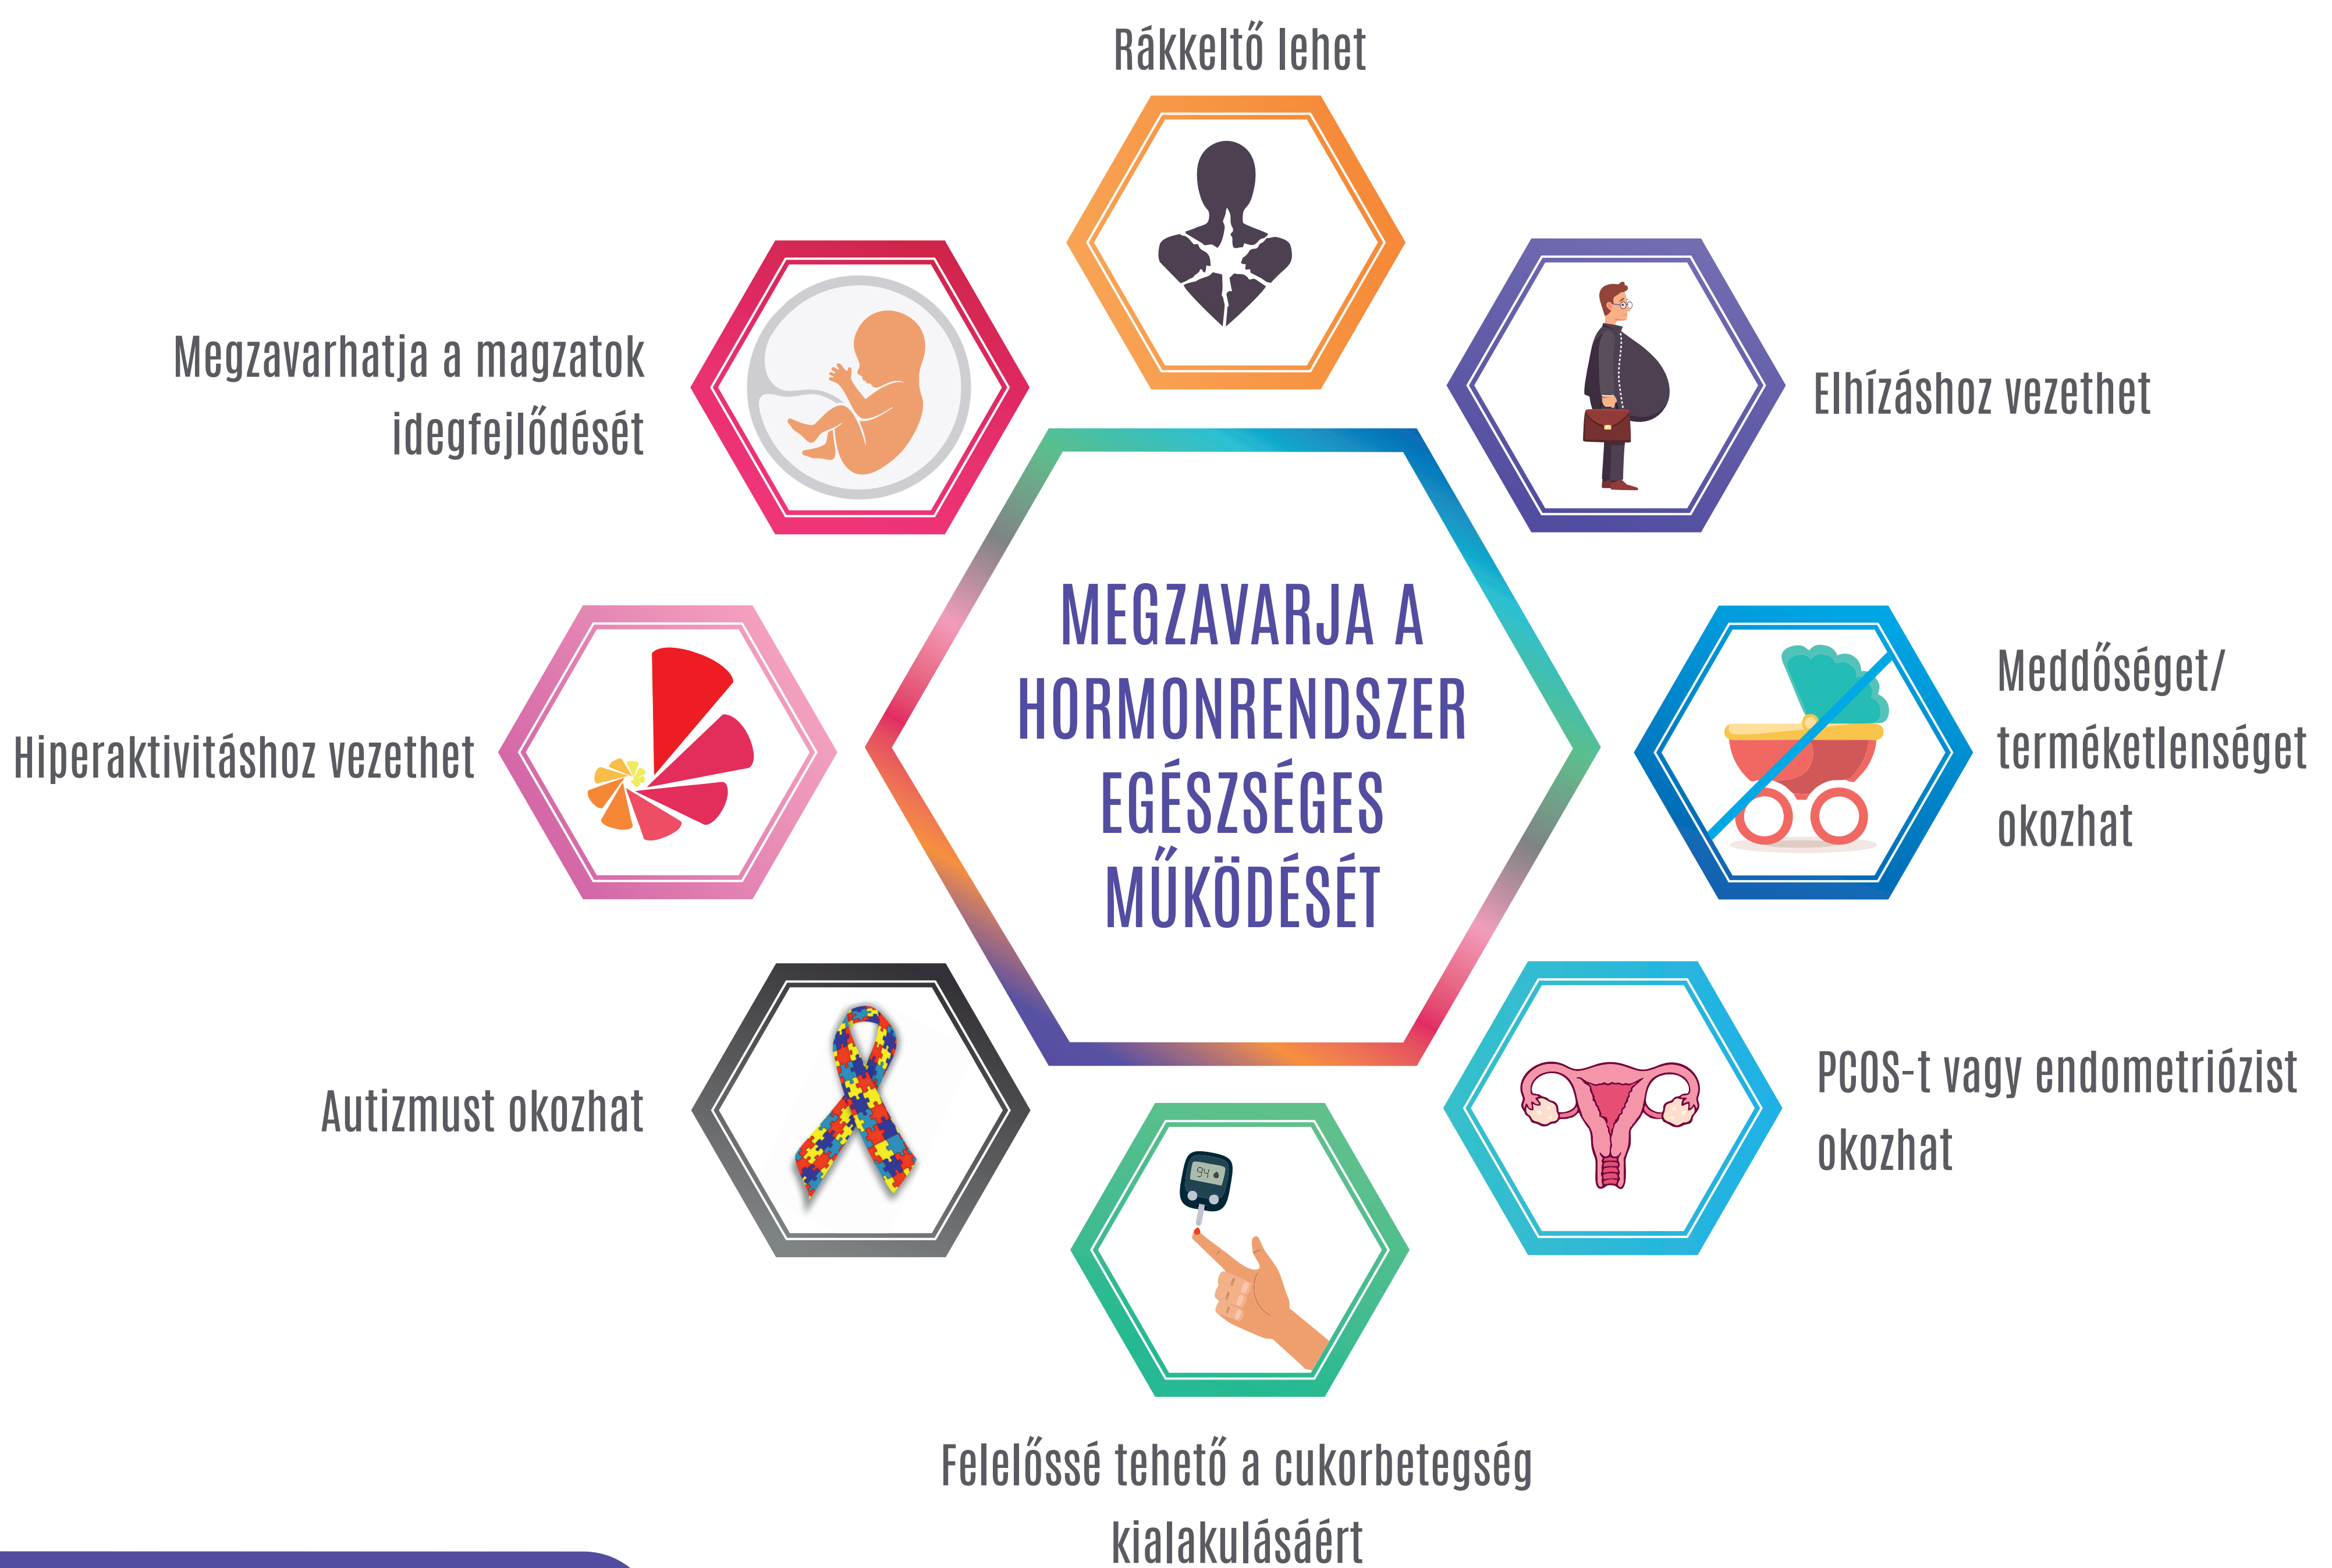 Rákkeltő lehet
Megzavarhatja a magzatok
idegfejlődését
Elhízáshoz vezethet
MEGZAVARJA A
HORMONRENDSZER
EGÉSZSÉGES
MŰKÖDÉSÉT
Hiperaktivitáshoz vezethet
Meddőséget/
terméketlenséget
okozhat
Autizmust okozhat
PCOS-t vagy endometriózist
okozhat
94
Felelőssé tehető a cukorbetegség
kialakulásáért